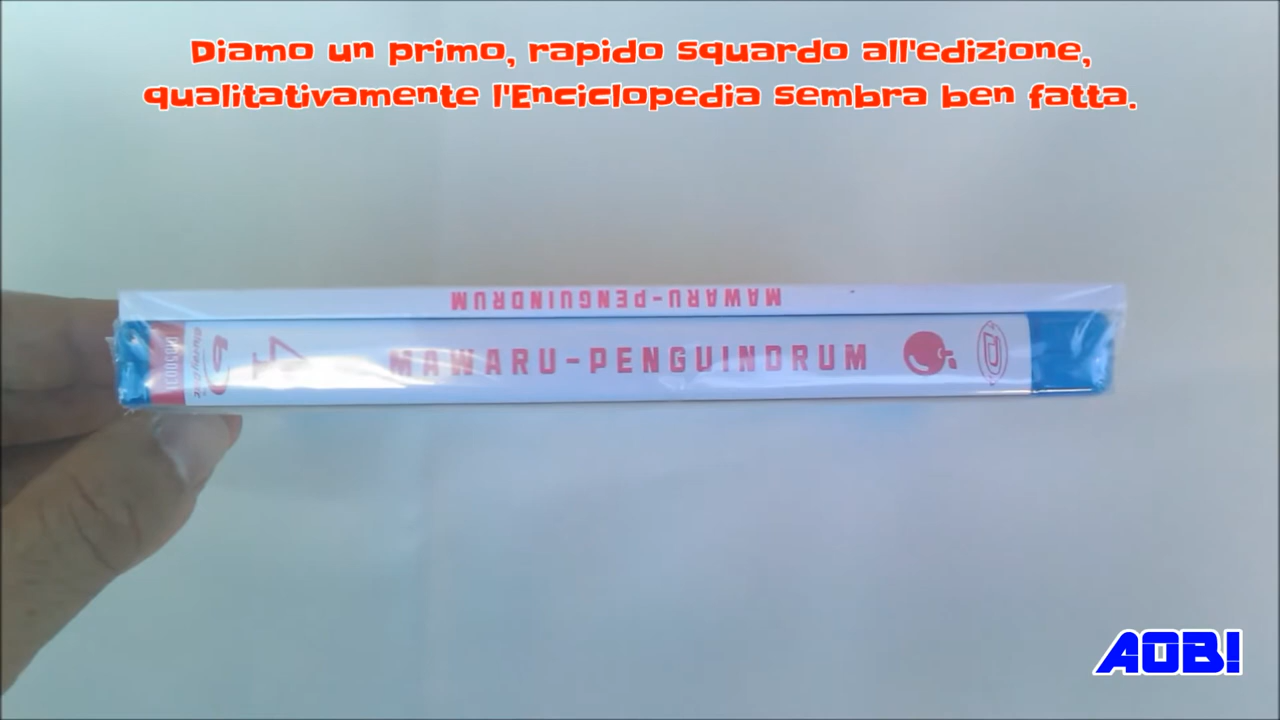 Diamo un primo, rapido sguardo all'edizione,
qualitativamente l'Enciclopedia sembra ben fatta.
MAWARU-PENGUINDRUM
MAWARU-PENGUINDRUM
AOB!